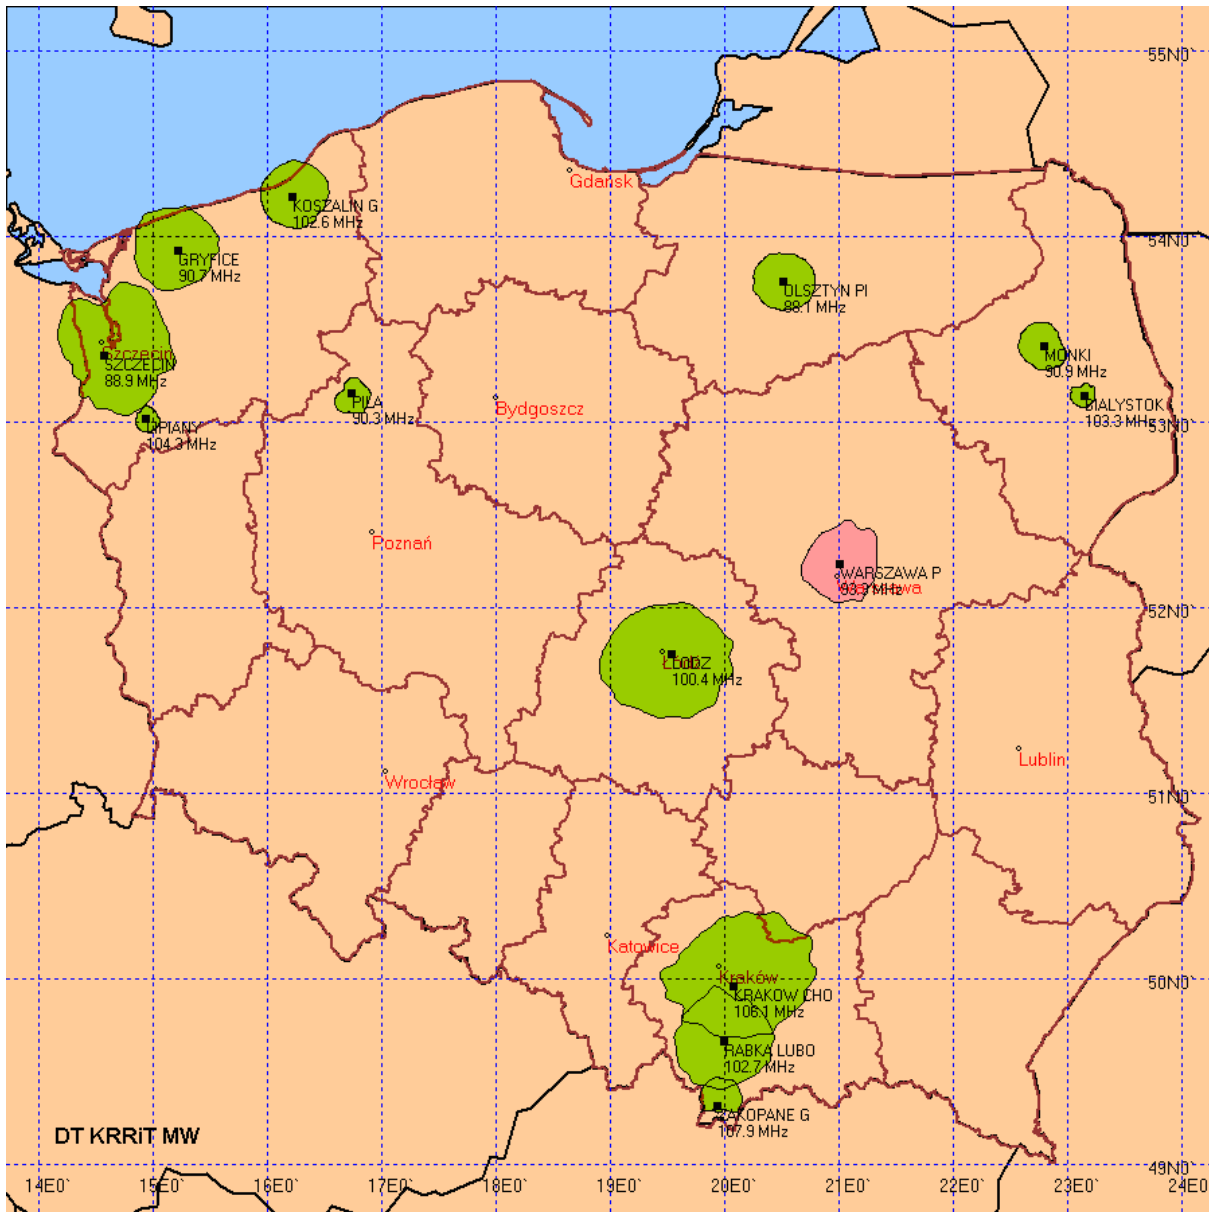 55N0`
Gdańsk
KOSZALIN G
102.6 MHz
54N0`
GRYFICE
90.7 MHz
OLSZTYN PI
88.1 MHz
Szczecin
SZCZECIN
88.9 MHz
MONKI
90.9 MHz
PILA
90.3 MHz
Bydgoszcz
BIALYSTOK
103.3 MHz
LIPIANY
104.3 MHz
53N0`
Poznań
WARSZAWA P
93.3 MHz
Warszawa
52N0`
Łódź
LODZ
100.4 MHz
Lublin
Wrocław
51N0`
Katowice
Kraków
50N0`
KRAKOW CHO
106.1 MHz
RABKA LUBO
102.7 MHz
ZAKOPANE G
107.9 MHz
DT KRRiT MW
49N0`
14E0` 15E0` 16E0` 17E0` 18E0` 19E0` 20E0` 21E0` 22E0` 23E0` 24E0